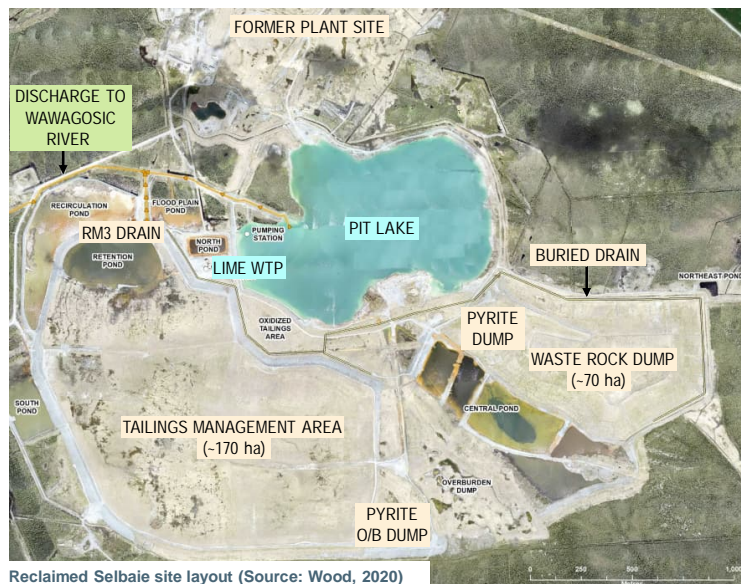 FORMER PLANT SITE
DISCHARGE TO
WAWAGOSIC
RIVER
RECIRCULATION
POND
FLOOD PLAIN
POND
RM3 DRAIN
RETENTION
POND
NORTH
POND
PUMPING
STATION
LIME WTP
PIT LAKE
BURIED DRAIN
NORTHEAST POND
OXIDIZED
TAILINGS
AREA
PYRITE
DUMP
WASTE ROCK DUMP
(~70 ha)
SOUTH
POND
CENTRAL POND
TAILINGS MANAGEMENT AREA
(~170 ha)
OVERBURDEN
DUMP
PYRITE
O/B DUMP
0 250 500 1,000
Reclaimed Selbaie site layout (Source: Wood, 2020)